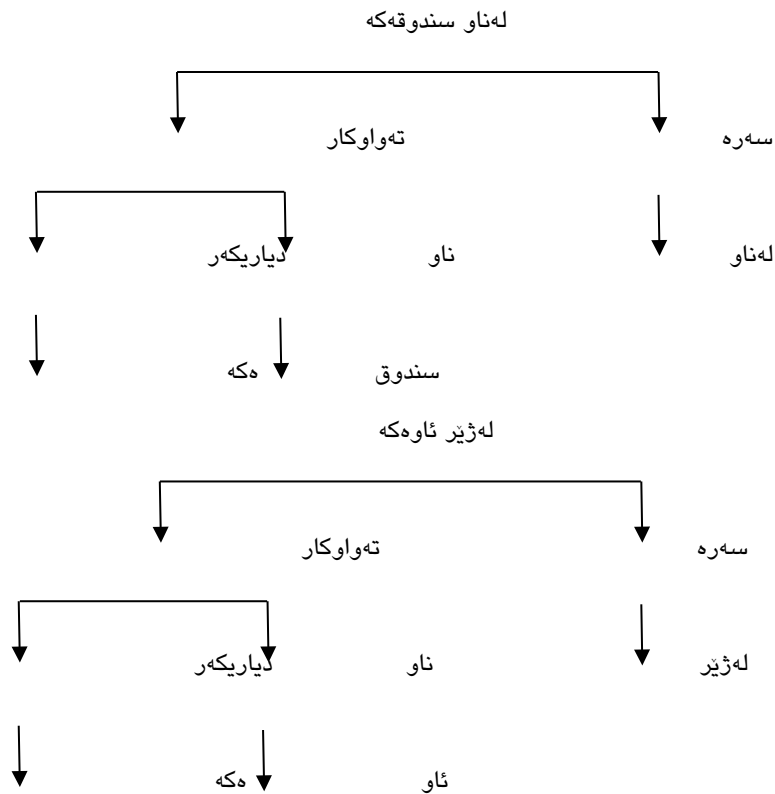 لەناو سندوقەکە
سەرە تەواوکار
لەناو ناو دیاریکەر
سندوق ەکە
لەژێر ئاوەکە
سەرە تەواوکار
لەژێر ناو دیاریکەر
ئاو ەکە